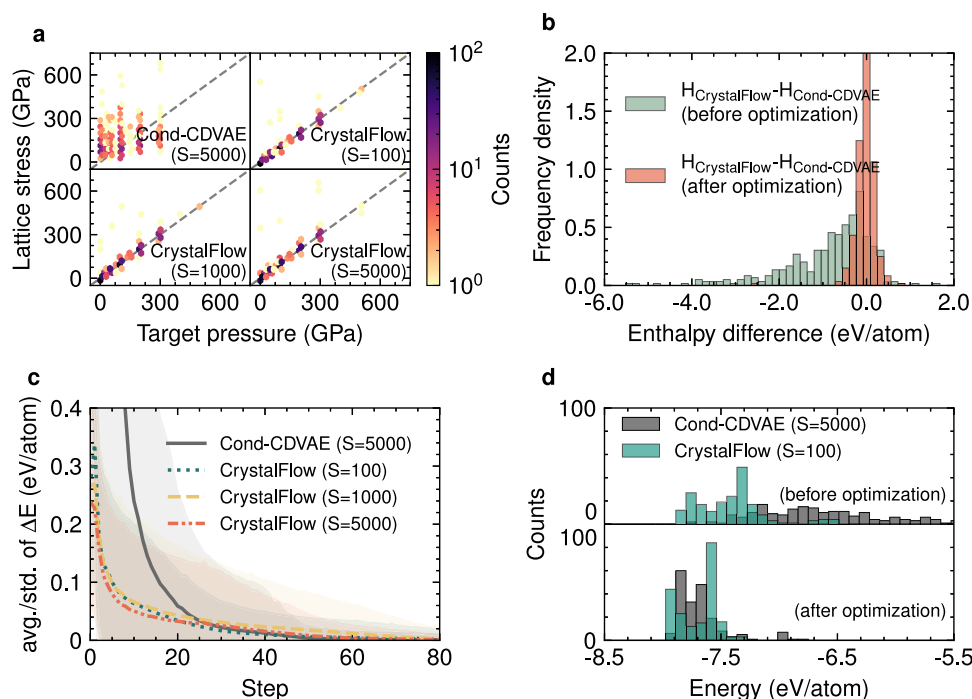 a
600
300
0
Cond-CDVAE
(S=5000)
CrystalFlow
(S=100)
600
300
0
CrystalFlow
(S=1000)
CrystalFlow
(S=5000)
0 300 600 0 300 600
Lattice stress (GPa)
Target pressure (GPa)
10²
10¹
10⁰
Counts
b
2.0
1.5
1.0
0.5
0.0
-6.0 -4.0 -2.0 0.0 2.0
H_CrystalFlow-H_Cond-CDVAE
(before optimization)
H_CrystalFlow-H_Cond-CDVAE
(after optimization)
Frequency density
Enthalpy difference (eV/atom)
c
0.4
0.3
0.2
0.1
0
0 20 40 60 80
Cond-CDVAE (S=5000)
CrystalFlow (S=100)
CrystalFlow (S=1000)
CrystalFlow (S=5000)
avg./std. of ΔE (eV/atom)
Step
d
100
0
100
0
Cond-CDVAE (S=5000)
CrystalFlow (S=100)
(before optimization)
(after optimization)
-8.5 -7.5 -6.5 -5.5
Counts
Energy (eV/atom)